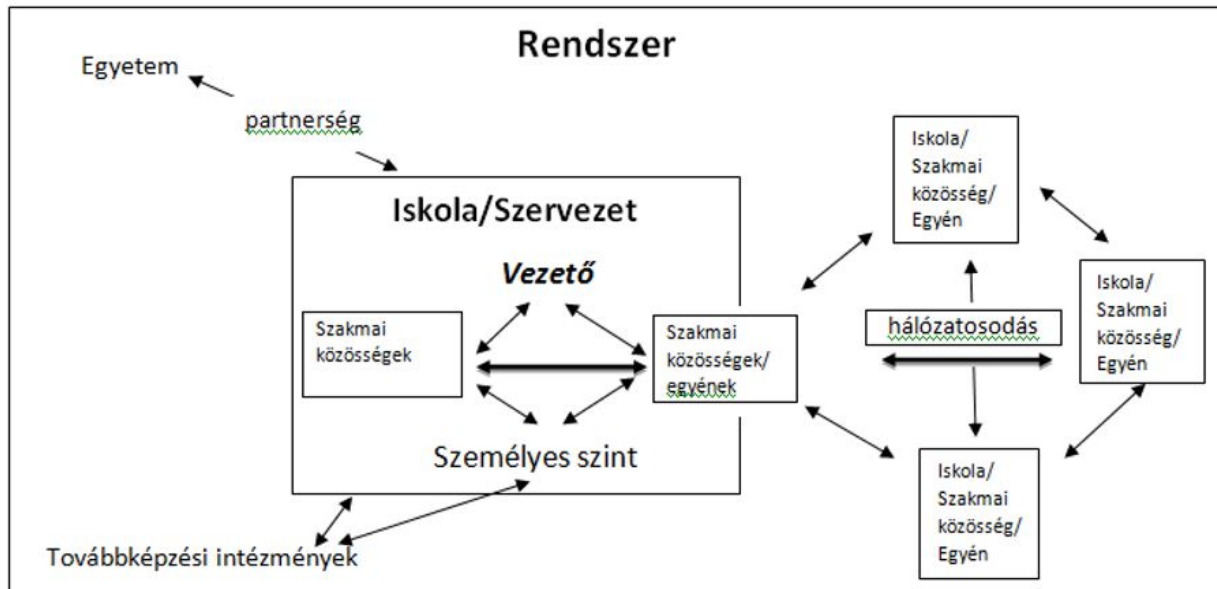 Rendszer
Egyetem
partnerség
Iskola/Szervezet
Vezető
Szakmai
közösségek
Szakmai
közösségek/
egyének
Személyes szint
Továbbképzési intézmények
Iskola/
Szakmai
közösség/
Egyén
hálózatosodás
Iskola/
Szakmai
közösség/
Egyén
Iskola/
Szakmai
közösség/
Egyén